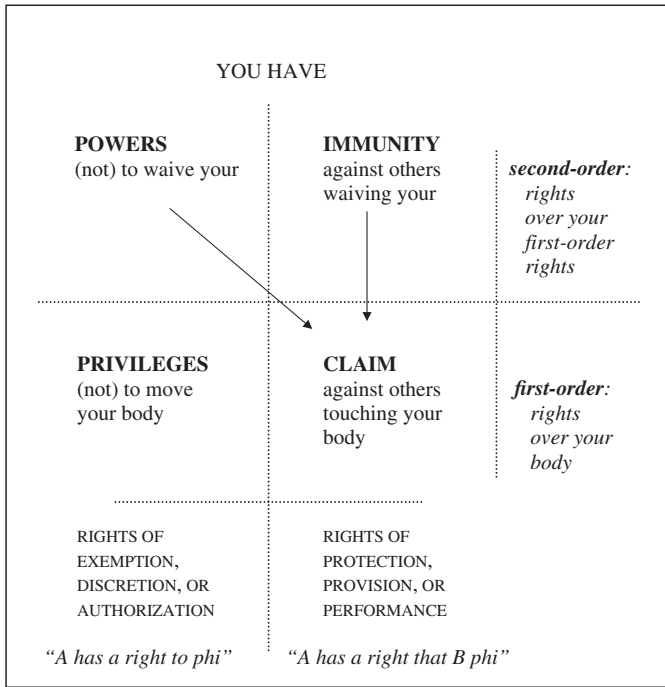 YOU HAVE
POWERS
(not) to waive your
IMMUNITY
against others
waiving your
second-order:
rights
over your
first-order
rights
PRIVILEGES
(not) to move
your body
CLAIM
against others
touching your
body
first-order:
rights
over your
body
RIGHTS OF
EXEMPTION,
DISCRETION, OR
AUTHORIZATION
RIGHTS OF
PROTECTION,
PROVISION, OR
PERFORMANCE
"A has a right to phi"
"A has a right that B phi"